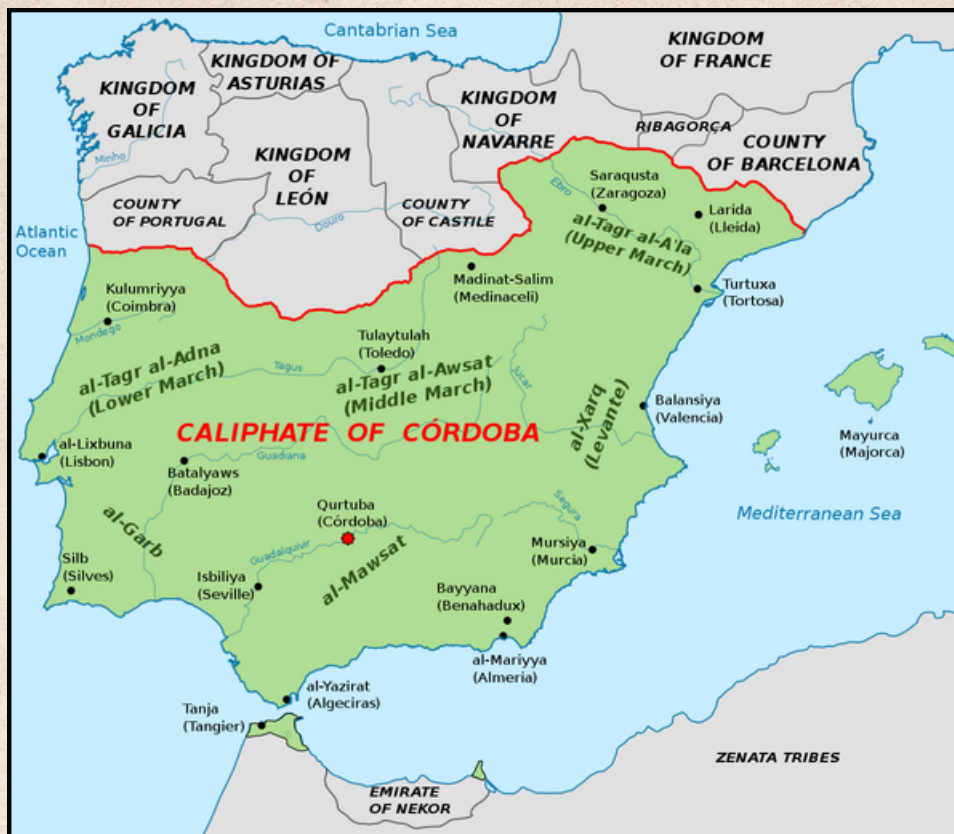 Cantabrian Sea
KINGDOM
OF FRANCE
KINGDOM OF
ASTURIAS
KINGDOM
OF
GALICIA
KINGDOM
OF
NAVARRE
RIBAGORÇA
COUNTY
OF BARCELONA
Minho
KINGDOM
OF
LEÓN
Saraqusta
(Zaragoza)
Ebro
COUNTY
OF PORTUGAL
Douro
COUNTY
OF CASTILE
Larida
(Lleida)
Atlantic
Ocean
al-Tagr al-A'la
(Upper March)
Madinat-Salim
(Medinaceli)
Turtuxa
(Tortosa)
Kulumriyya
(Coimbra)
Mondego
Tulaytulah
(Toledo)
al-Tagr al-Adna
(Lower March)
Tagus
al-Tagr al-Awsat
(Middle March)
Júcar
al-Xarq
(Levante)
Balansiya
(Valencia)
CALIPHATE OF CÓRDOBA
Mayurca
(Majorca)
al-Lixbuna
(Lisbon)
Guadiana
Batalyaws
(Badajoz)
Qurtuba
(Córdoba)
Segura
Mediterranean Sea
al-Garb
Guadalquivir
al-Mawsat
Mursiya
(Murcia)
Silb
(Silves)
Isbiliya
(Seville)
Bayyana
(Benahadux)
al-Mariyya
(Almeria)
al-Yazirat
(Algeciras)
Tanja
(Tangier)
ZENATA TRIBES
EMIRATE
OF NEKOR